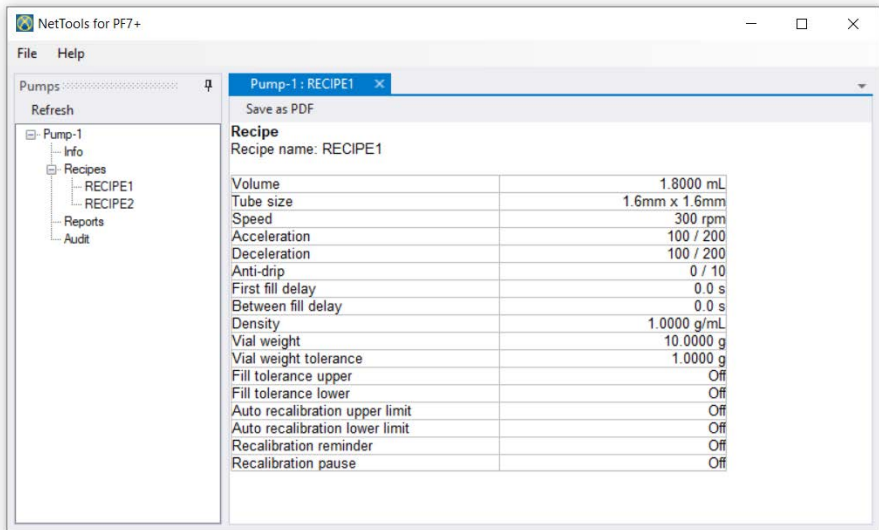 NetTools for PF7+
File Help
Pumps
Refresh
Pump-1
Info
Recipes
RECIPE1
RECIPE2
Reports
Audit
Pump-1 : RECIPE1
Save as PDF
Recipe
Recipe name: RECIPE1
Volume 1.8000 mL
Tube size 1.6mm x 1.6mm
Speed 300 rpm
Acceleration 100 / 200
Deceleration 100 / 200
Anti-drip 0 / 10
First fill delay 0.0 s
Between fill delay 0.0 s
Density 1.0000 g/mL
Vial weight 10.0000 g
Vial weight tolerance 1.0000 g
Fill tolerance upper Off
Fill tolerance lower Off
Auto recalibration upper limit Off
Auto recalibration lower limit Off
Recalibration reminder Off
Recalibration pause Off